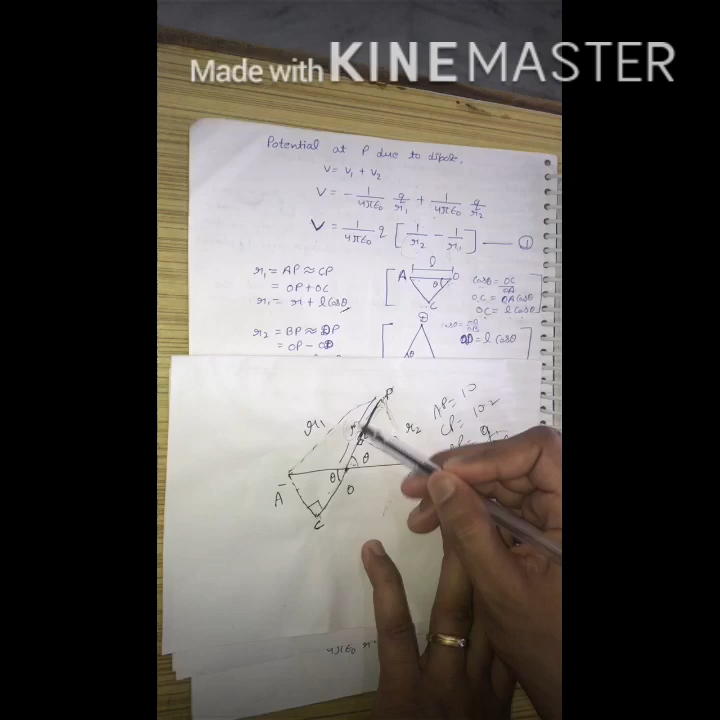 Made with KINEMASTER
Potential at P due to dipole.
V = V₁ + V₂
V = - 1/4πε₀ q/r₁ + 1/4πε₀ q/r₂
V = 1/4πε₀ q [ 1/r₂ - 1/r₁ ] — ①
r₁ = AP ≈ CP
= OP + OC
r₁ = r + l cosθ
l
A O
θ
C
cosθ = OC/OA
OC = OA cosθ
OC = l cosθ
r₂ = BP ≈ DP
= OP - OD
D
θ
OD = l cosθ
P
r₁
r
r₂
θ
θ
A
O
C
AP = 10
CP = 10.2